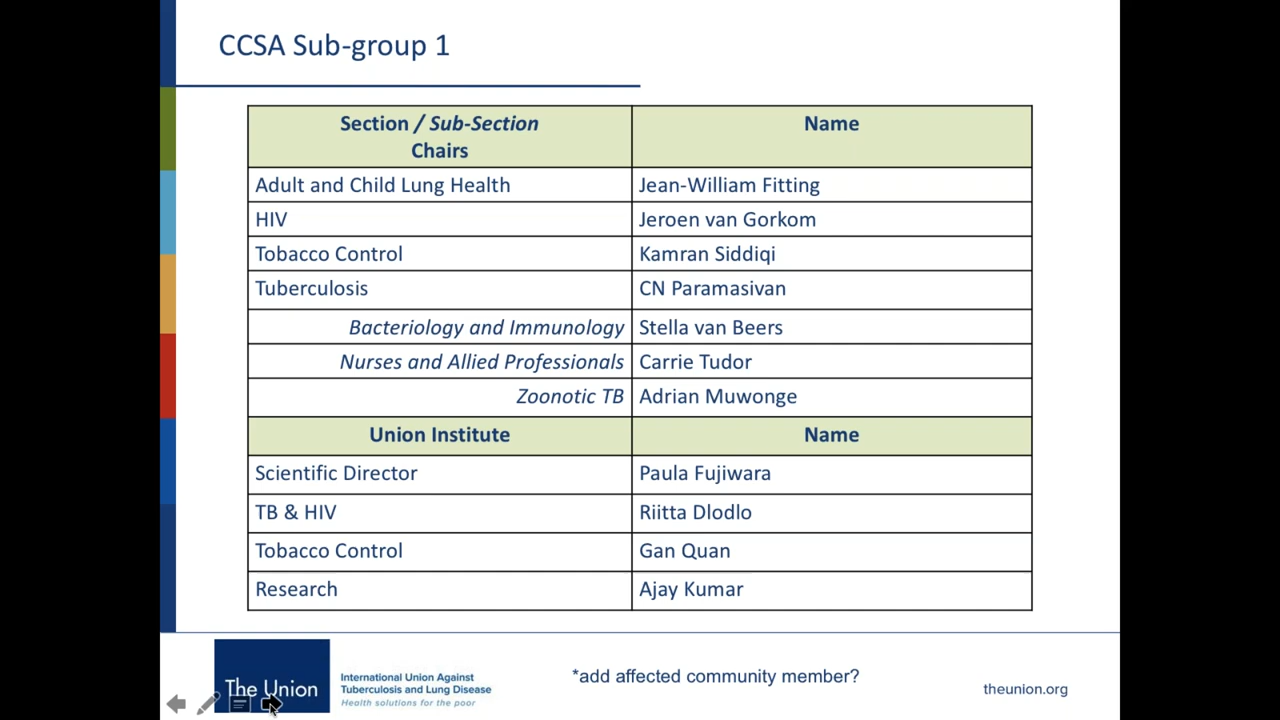 CCSA Sub-group 1
Section / Sub-Section
Chairs
Name
Adult and Child Lung Health
Jean-William Fitting
HIV
Jeroen van Gorkom
Tobacco Control
Kamran Siddiqi
Tuberculosis
CN Paramasivan
Bacteriology and Immunology
Stella van Beers
Nurses and Allied Professionals
Carrie Tudor
Zoonotic TB
Adrian Muwonge
Union Institute
Name
Scientific Director
Paula Fujiwara
TB & HIV
Riitta Dlodlo
Tobacco Control
Gan Quan
Research
Ajay Kumar
The Union
International Union Against
Tuberculosis and Lung Disease
Health solutions for the poor
*add affected community member?
theunion.org